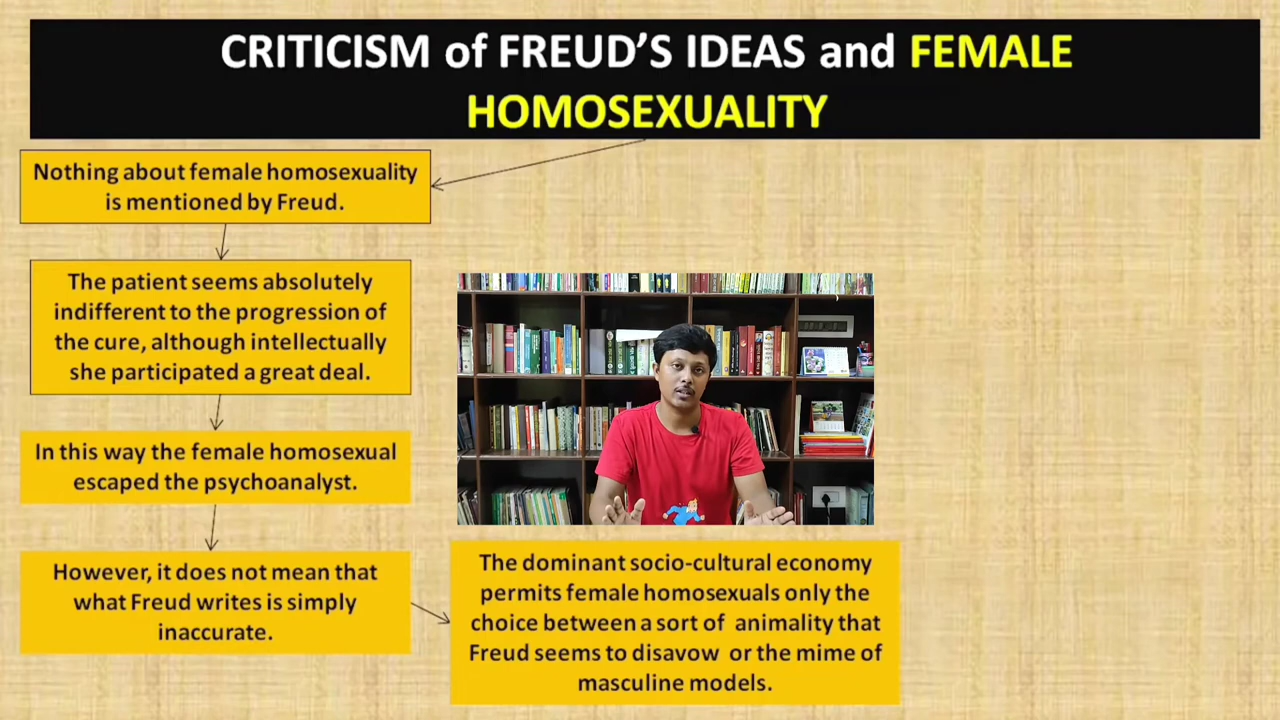 CRITICISM of FREUD'S IDEAS and FEMALE
HOMOSEXUALITY
Nothing about female homosexuality
is mentioned by Freud.
The patient seems absolutely
indifferent to the progression of
the cure, although intellectually
she participated a great deal.
In this way the female homosexual
escaped the psychoanalyst.
However, it does not mean that
what Freud writes is simply
inaccurate.
The dominant socio-cultural economy
permits female homosexuals only the
choice between a sort of animality that
Freud seems to disavow or the mime of
masculine models.